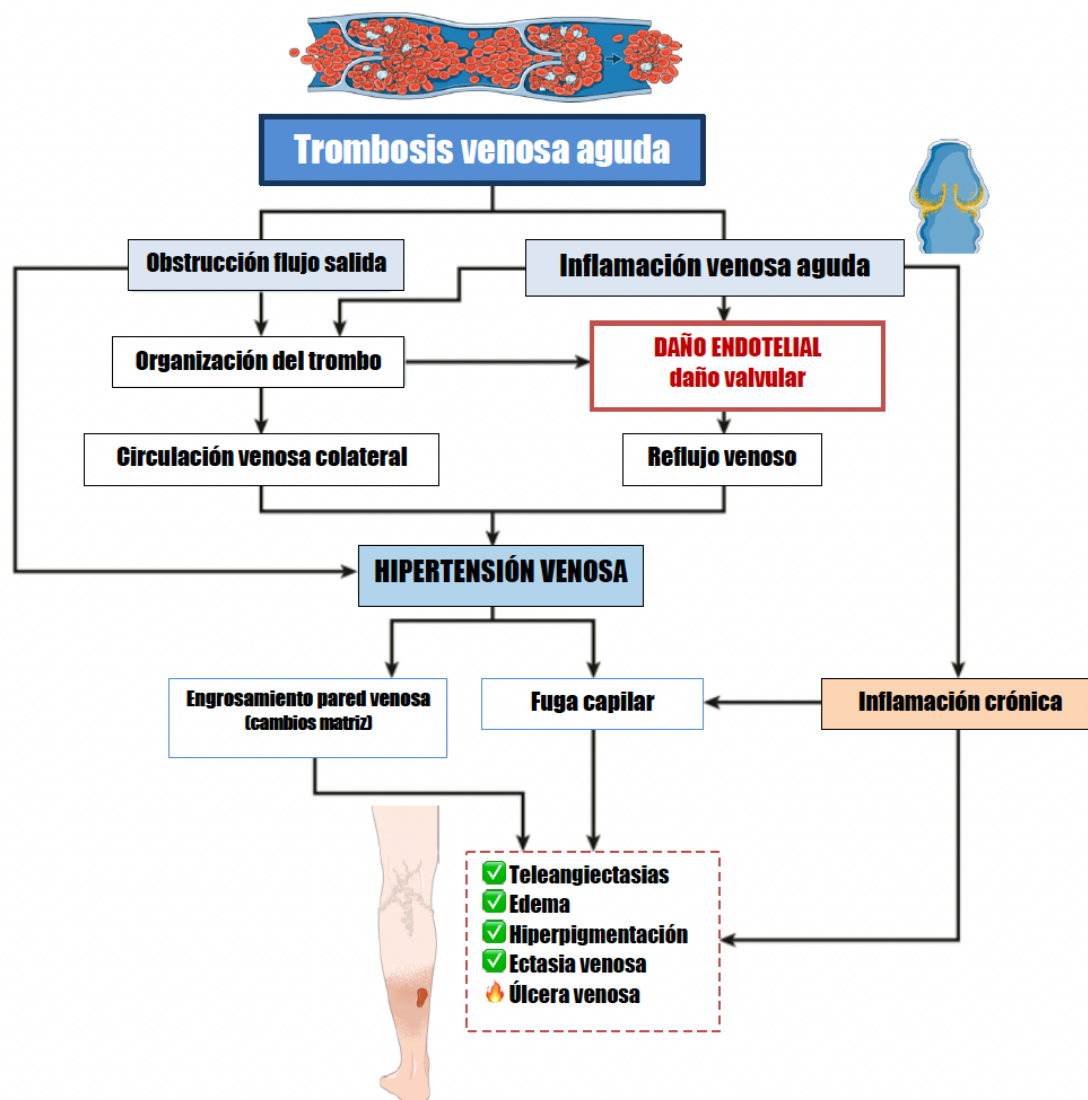 Trombosis venosa aguda
Obstrucción flujo salida
Inflamación venosa aguda
Organización del trombo
DAÑO ENDOTELIAL
daño valvular
Circulación venosa colateral
Reflujo venoso
HIPERTENSIÓN VENOSA
Engrosamiento pared venosa
(cambios matriz)
Fuga capilar
Inflamación crónica
Teleangiectasias
Edema
Hiperpigmentación
Ectasia venosa
Úlcera venosa